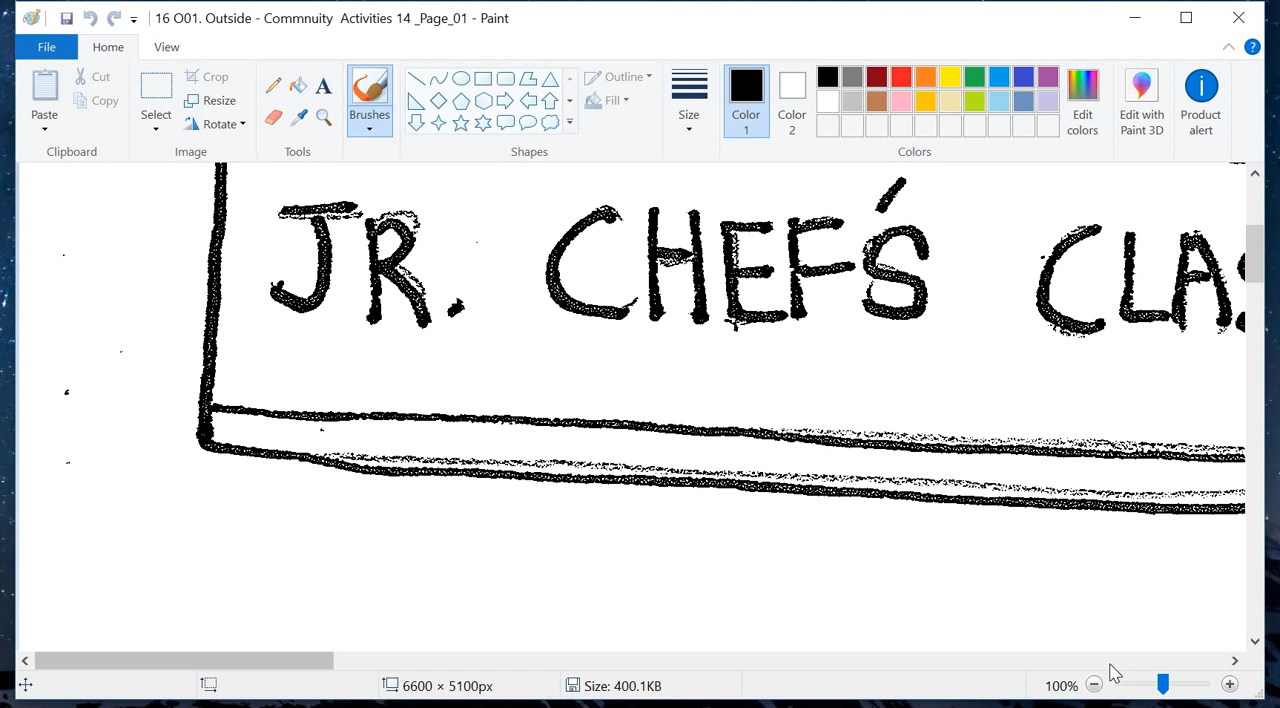 16 O01. Outside - Commnuity  Activities 14 _Page_01 - Paint
File Home View
Paste Cut Copy Clipboard
Select Crop Resize Rotate Image
A Tools
Brushes
Outline Fill Shapes
Size
Color 1 Color 2 Edit colors Colors
Edit with Paint 3D
Product alert
JR. CHEF'S CLAS
6600 × 5100px Size: 400.1KB 100%